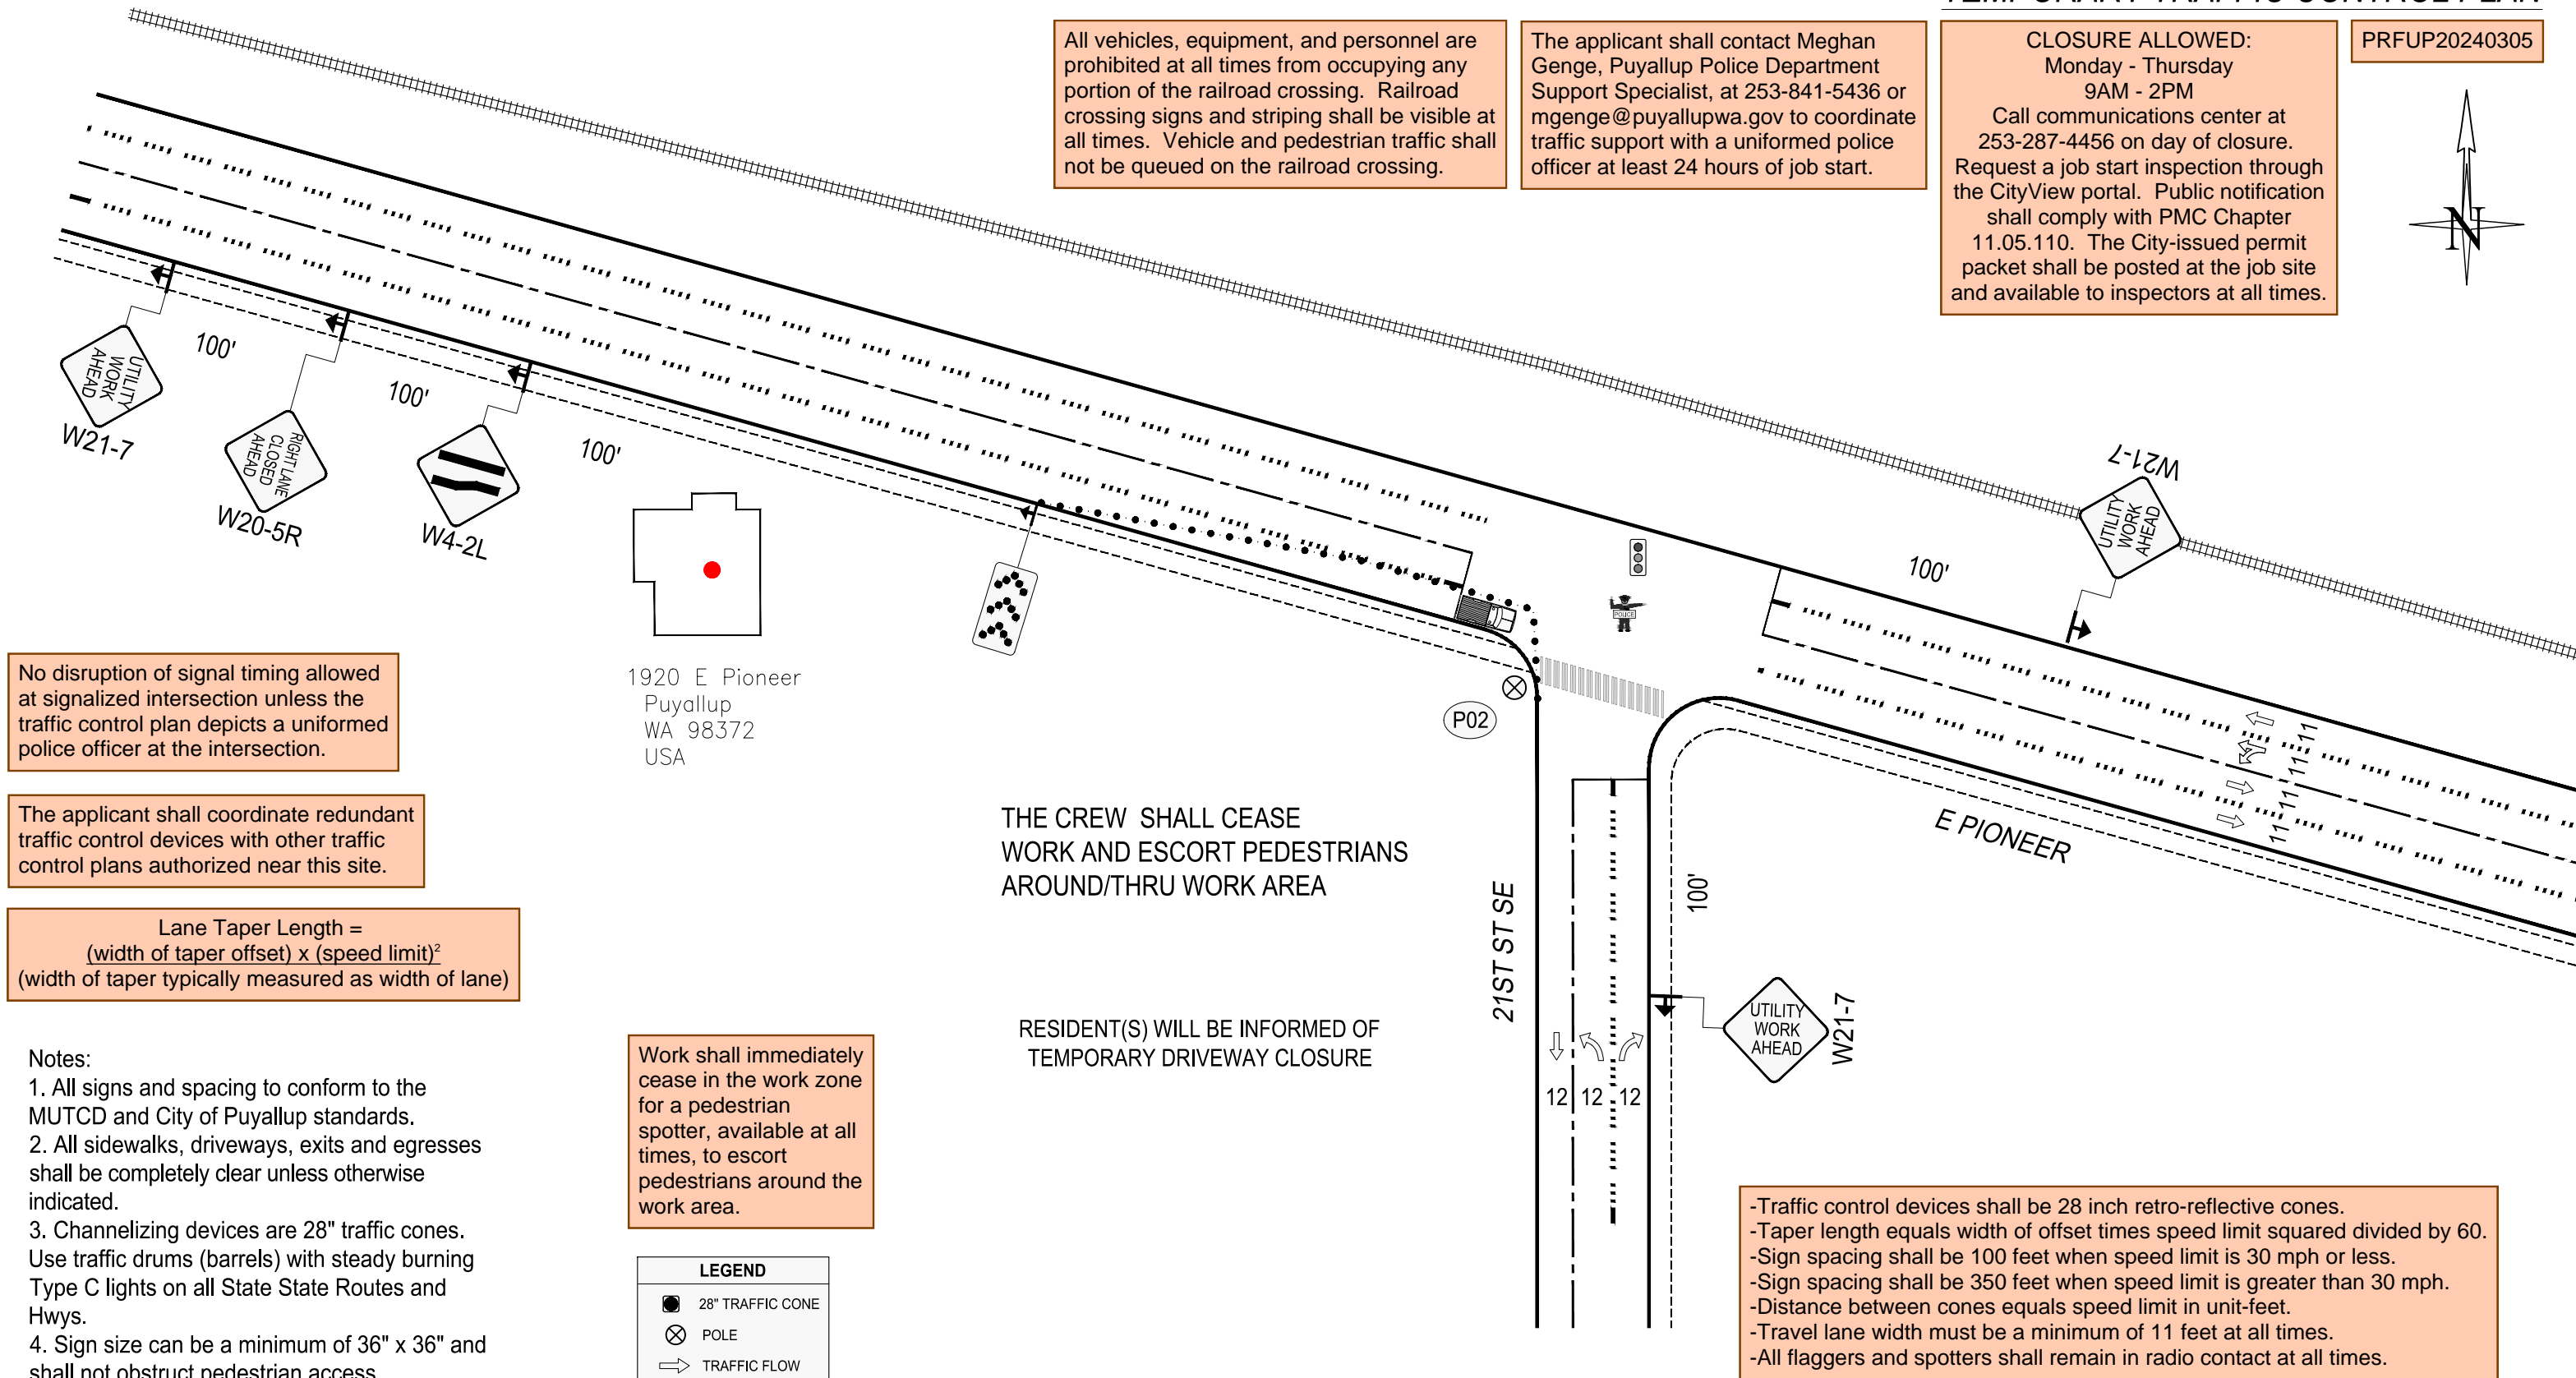 TEMPORARY TRAFFIC CONTROL PLAN
All vehicles, equipment, and personnel are
prohibited at all times from occupying any
portion of the railroad crossing. Railroad
crossing signs and striping shall be visible at
all times. Vehicle and pedestrian traffic shall
not be queued on the railroad crossing.
The applicant shall contact Meghan
Genge, Puyallup Police Department
Support Specialist, at 253-841-5436 or
mgenge@puyallupwa.gov to coordinate
traffic support with a uniformed police
officer at least 24 hours of job start.
CLOSURE ALLOWED:
Monday - Thursday
9AM - 2PM
Call communications center at
253-287-4456 on day of closure.
Request a job start inspection through
the CityView portal. Public notification
shall comply with PMC Chapter
11.05.110. The City-issued permit
packet shall be posted at the job site
and available to inspectors at all times.
PRFUP20240305
N
UTILITY
WORK
AHEAD
W21-7
100'
RIGHT LANE
CLOSED
AHEAD
W20-5R
100'
W4-2L
100'
W21-7
UTILITY
WORK
AHEAD
100'
POLICE
1920 E Pioneer
Puyallup
WA 98372
USA
P02
11
11
11
11
E PIONEER
No disruption of signal timing allowed
at signalized intersection unless the
traffic control plan depicts a uniformed
police officer at the intersection.
The applicant shall coordinate redundant
traffic control devices with other traffic
control plans authorized near this site.
Lane Taper Length =
(width of taper offset) x (speed limit)²
(width of taper typically measured as width of lane)
THE CREW SHALL CEASE
WORK AND ESCORT PEDESTRIANS
AROUND/THRU WORK AREA
RESIDENT(S) WILL BE INFORMED OF
TEMPORARY DRIVEWAY CLOSURE
21ST ST SE
100'
UTILITY
WORK
AHEAD
W21-7
12 12 12
Notes:
1. All signs and spacing to conform to the
MUTCD and City of Puyallup standards.
2. All sidewalks, driveways, exits and egresses
shall be completely clear unless otherwise
indicated.
3. Channelizing devices are 28" traffic cones.
Use traffic drums (barrels) with steady burning
Type C lights on all State State Routes and
Hwys.
4. Sign size can be a minimum of 36" x 36" and
shall not obstruct pedestrian access
Work shall immediately
cease in the work zone
for a pedestrian
spotter, available at all
times, to escort
pedestrians around the
work area.
LEGEND
28" TRAFFIC CONE
POLE
TRAFFIC FLOW
-Traffic control devices shall be 28 inch retro-reflective cones.
-Taper length equals width of offset times speed limit squared divided by 60.
-Sign spacing shall be 100 feet when speed limit is 30 mph or less.
-Sign spacing shall be 350 feet when speed limit is greater than 30 mph.
-Distance between cones equals speed limit in unit-feet.
-Travel lane width must be a minimum of 11 feet at all times.
-All flaggers and spotters shall remain in radio contact at all times.